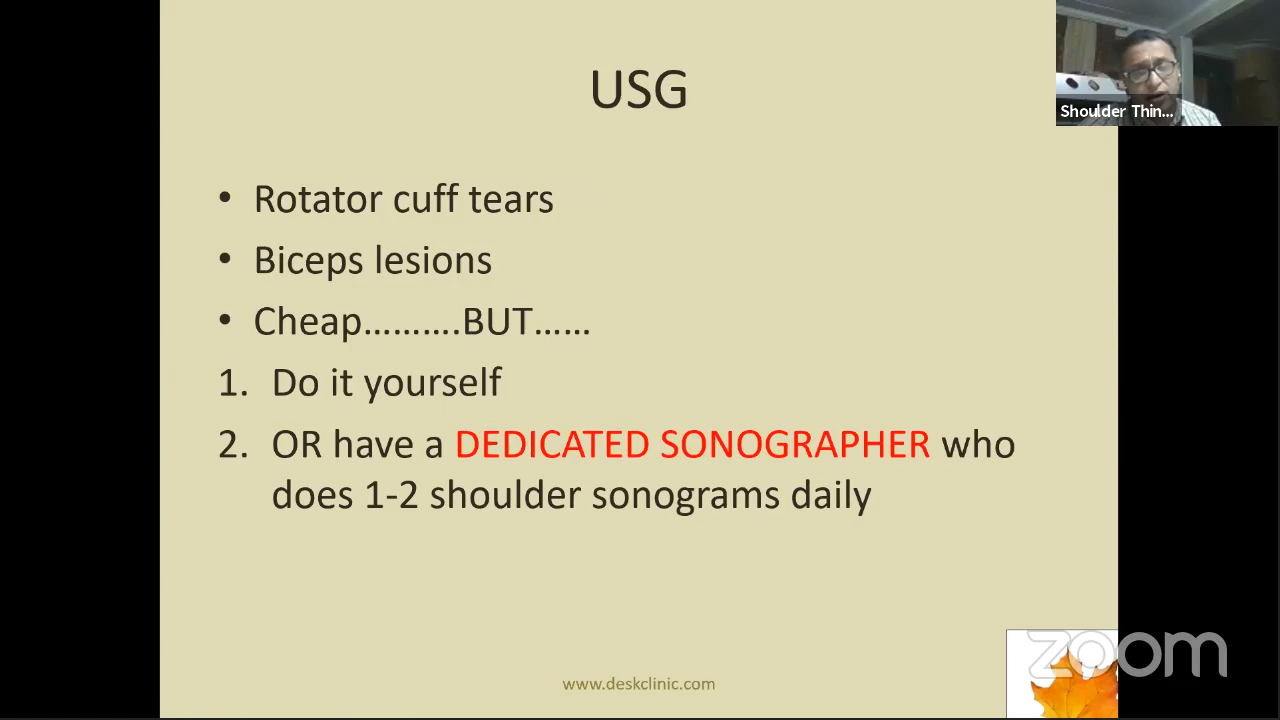 USG
Shoulder Thin...
• Rotator cuff tears
• Biceps lesions
• Cheap……….BUT……
1. Do it yourself
2. OR have a DEDICATED SONOGRAPHER who
does 1-2 shoulder sonograms daily
zoom
www.deskclinic.com